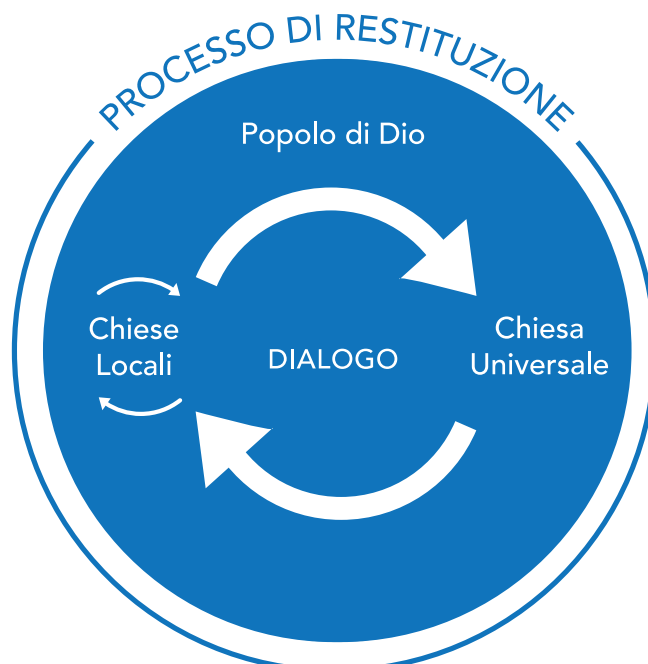 PROCESSO DI RESTITUZIONE
Popolo di Dio
Chiese
Locali
DIALOGO
Chiesa
Universale